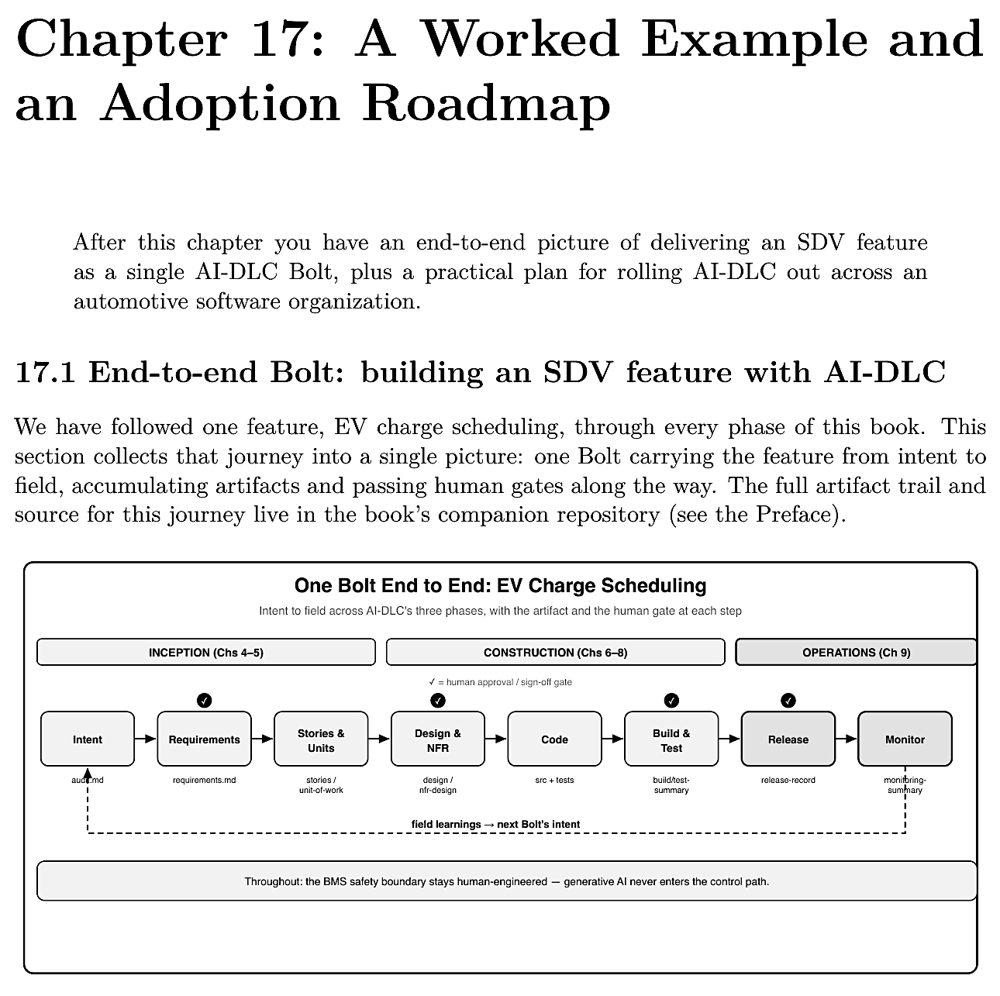 Chapter 17: A Worked Example and
an Adoption Roadmap
After this chapter you have an end-to-end picture of delivering an SDV feature
as a single AI-DLC Bolt, plus a practical plan for rolling AI-DLC out across an
automotive software organization.
17.1 End-to-end Bolt: building an SDV feature with AI-DLC
We have followed one feature, EV charge scheduling, through every phase of this book. This
section collects that journey into a single picture: one Bolt carrying the feature from intent to
field, accumulating artifacts and passing human gates along the way. The full artifact trail and
source for this journey live in the book's companion repository (see the Preface).
One Bolt End to End: EV Charge Scheduling
Intent to field across AI-DLC's three phases, with the artifact and the human gate at each step
INCEPTION (Chs 4–5)
CONSTRUCTION (Chs 6–8)
OPERATIONS (Ch 9)
✓ = human approval / sign-off gate
✓ ✓ ✓ ✓
Intent
Requirements
Stories &
Units
Design &
NFR
Code
Build &
Test
Release
Monitor
audit.md
requirements.md
stories /
unit-of-work
design /
nfr-design
src + tests
build/test-
summary
release-record
monitoring-
summary
field learnings → next Bolt's intent
Throughout: the BMS safety boundary stays human-engineered — generative AI never enters the control path.